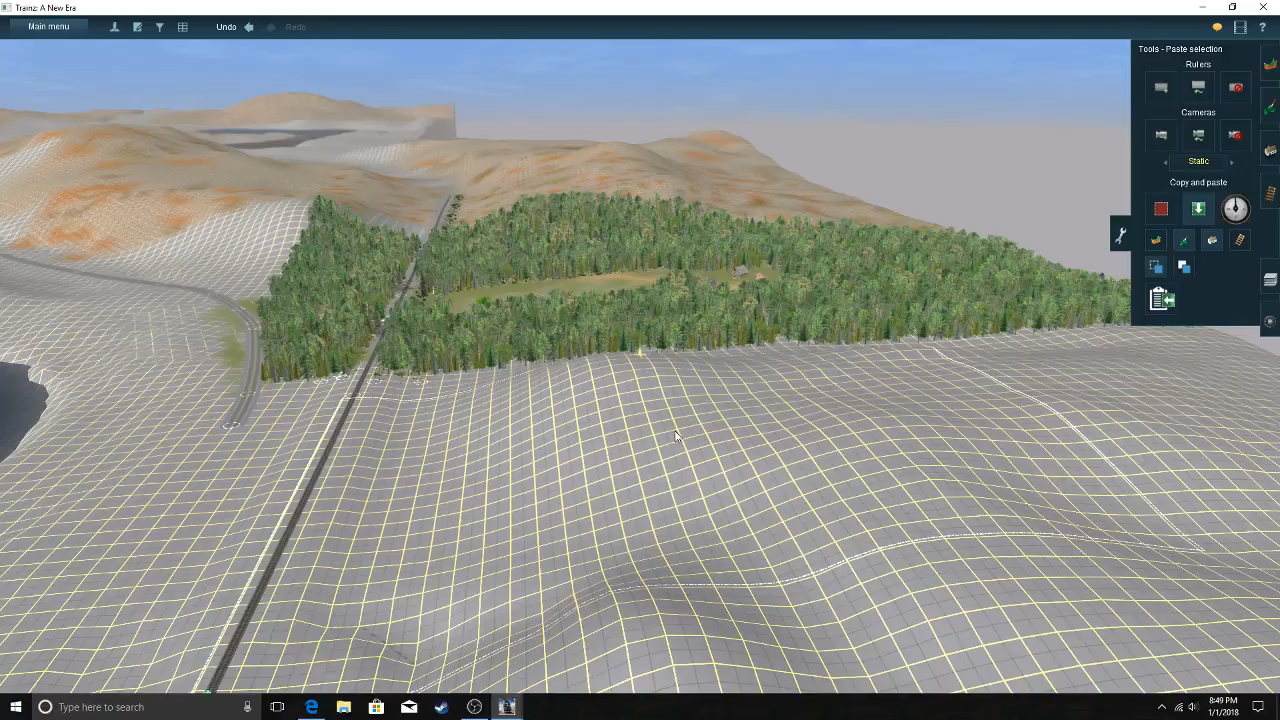 Trainz: A New Era
Main menu
Undo
Redo
Tools - Paste selection
Rulers
Cameras
Static
Copy and paste
Type here to search
8:49 PM
1/1/2018